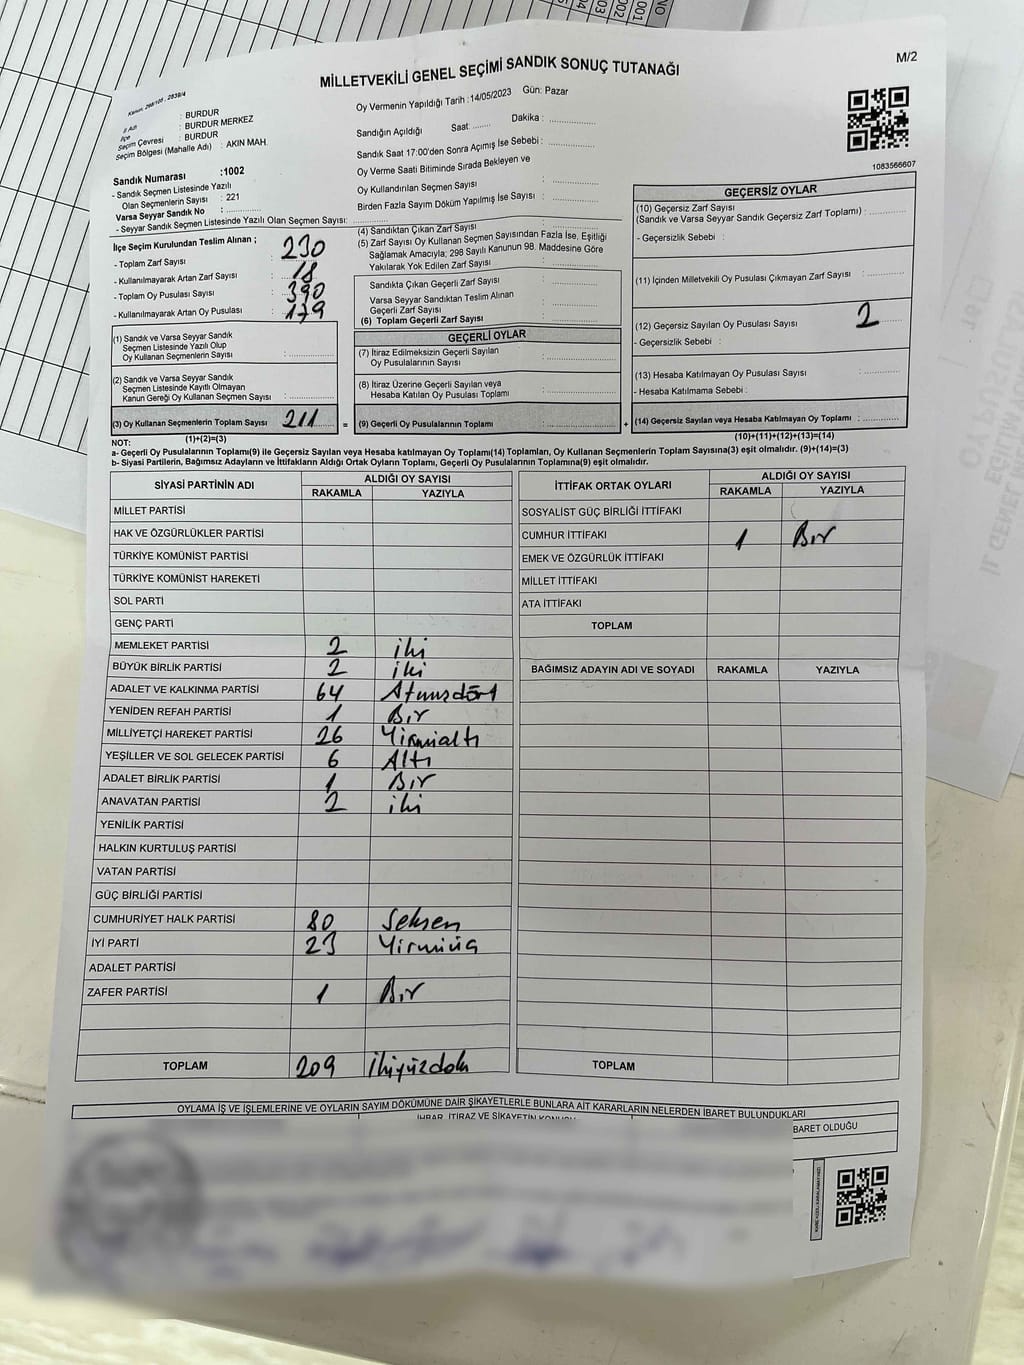 MİLLETVEKİLİ GENEL SEÇİMİ SANDIK SONUÇ TUTANAĞI
M/2
Kanun: 298/105 ; 2839/4
İl Adı : BURDUR
İlçe : BURDUR MERKEZ
Seçim Çevresi : BURDUR
Seçim Bölgesi (Mahalle Adı) : AKIN MAH.
Sandık Numarası :1002
- Sandık Seçmen Listesinde Yazılı
Olan Seçmenlerin Sayısı : 221
Varsa Seyyar Sandık No :
- Seyyar Sandık Seçmen Listesinde Yazılı Olan Seçmen Sayısı:
Oy Vermenin Yapıldığı Tarih :14/05/2023 Gün: Pazar
Sandığın Açıldığı Saat: Dakika :
Sandık Saat 17:00'den Sonra Açımış İse Sebebi :
Oy Verme Saati Bitiminde Sırada Bekleyen ve
Oy Kullandırılan Seçmen Sayısı :
Birden Fazla Sayım Döküm Yapılmış İse Sayısı :
1083566607
İlçe Seçim Kurulundan Teslim Alınan ;
- Toplam Zarf Sayısı : 230
- Kullanılmayarak Artan Zarf Sayısı : 18
- Toplam Oy Pusulası Sayısı : 390
- Kullanılmayarak Artan Oy Pusulası : 179
(1) Sandık ve Varsa Seyyar Sandık
Seçmen Listesinde Yazılı Olup
Oy Kullanan Seçmenlerin Sayısı :
(2) Sandık ve Varsa Seyyar Sandık
Seçmen Listesinde Kayıtlı Olmayan
Kanun Gereği Oy Kullanan Seçmen Sayısı :
(3) Oy Kullanan Seçmenlerin Toplam Sayısı : 211 =
(4) Sandıktan Çıkan Zarf Sayısı :
(5) Zarf Sayısı Oy Kullanan Seçmen Sayısından Fazla İse, Eşitliği
Sağlamak Amacıyla; 298 Sayılı Kanunun 98. Maddesine Göre
Yakılarak Yok Edilen Zarf Sayısı :
Sandıkta Çıkan Geçerli Zarf Sayısı :
Varsa Seyyar Sandıktan Teslim Alınan
Geçerli Zarf Sayısı :
(6) Toplam Geçerli Zarf Sayısı :
GEÇERLİ OYLAR
(7) İtiraz Edilmeksizin Geçerli Sayılan
Oy Pusulalarının Sayısı :
(8) İtiraz Üzerine Geçerli Sayılan veya
Hesaba Katılan Oy Pusulası Toplamı :
(9) Geçerli Oy Pusulalarının Toplamı : +
GEÇERSİZ OYLAR
(10) Geçersiz Zarf Sayısı
(Sandık ve Varsa Seyyar Sandık Geçersiz Zarf Toplamı) :
- Geçersizlik Sebebi :
(11) İçinden Milletvekili Oy Pusulası Çıkmayan Zarf Sayısı :
(12) Geçersiz Sayılan Oy Pusulası Sayısı : 2
- Geçersizlik Sebebi :
(13) Hesaba Katılmayan Oy Pusulası Sayısı :
- Hesaba Katılmama Sebebi :
(14) Geçersiz Sayılan veya Hesaba Katılmayan Oy Toplamı :
NOT: (1)+(2)=(3) (10)+(11)+(12)+(13)=(14)
a- Geçerli Oy Pusulalarının Toplamı(9) ile Geçersiz Sayılan veya Hesaba katılmayan Oy Toplamı(14) Toplamları, Oy Kullanan Seçmenlerin Toplam Sayısına(3) eşit olmalıdır. (9)+(14)=(3)
b- Siyasi Partilerin, Bağımsız Adayların ve İttifakların Aldığı Ortak Oyların Toplamı, Geçerli Oy Pusulalarının Toplamına(9) eşit olmalıdır.
SİYASİ PARTİNİN ADI ALDIĞI OY SAYISI
RAKAMLA YAZIYLA
MİLLET PARTİSİ
HAK VE ÖZGÜRLÜKLER PARTİSİ
TÜRKİYE KOMÜNİST PARTİSİ
TÜRKİYE KOMÜNİST HAREKETİ
SOL PARTİ
GENÇ PARTİ
MEMLEKET PARTİSİ 2 iki
BÜYÜK BİRLİK PARTİSİ 2 iki
ADALET VE KALKINMA PARTİSİ 64 Atmışdört
YENİDEN REFAH PARTİSİ 1 Bir
MİLLİYETÇİ HAREKET PARTİSİ 26 Yirmialtı
YEŞİLLER VE SOL GELECEK PARTİSİ 6 Altı
ADALET BİRLİK PARTİSİ 1 Bir
ANAVATAN PARTİSİ 2 iki
YENİLİK PARTİSİ
HALKIN KURTULUŞ PARTİSİ
VATAN PARTİSİ
GÜÇ BİRLİĞİ PARTİSİ
CUMHURİYET HALK PARTİSİ 80 Seksen
İYİ PARTİ 23 Yirmiüç
ADALET PARTİSİ
ZAFER PARTİSİ 1 Bir
TOPLAM 209 İkiyüzdok
İTTİFAK ORTAK OYLARI ALDIĞI OY SAYISI
RAKAMLA YAZIYLA
SOSYALİST GÜÇ BİRLİĞİ İTTİFAKI
CUMHUR İTTİFAKI 1 Bir
EMEK VE ÖZGÜRLÜK İTTİFAKI
MİLLET İTTİFAKI
ATA İTTİFAKI
TOPLAM
BAĞIMSIZ ADAYIN ADI VE SOYADI RAKAMLA YAZIYLA
TOPLAM
OYLAMA İŞ VE İŞLEMLERİNE VE OYLARIN SAYIM DÖKÜMÜNE DAİR ŞİKAYETLERLE BUNLARA AİT KARARLARIN NELERDEN İBARET BULUNDUKLARI
İHBAR, İTİRAZ VE ŞİKAYETİN KONUSU
BARET OLDUĞU